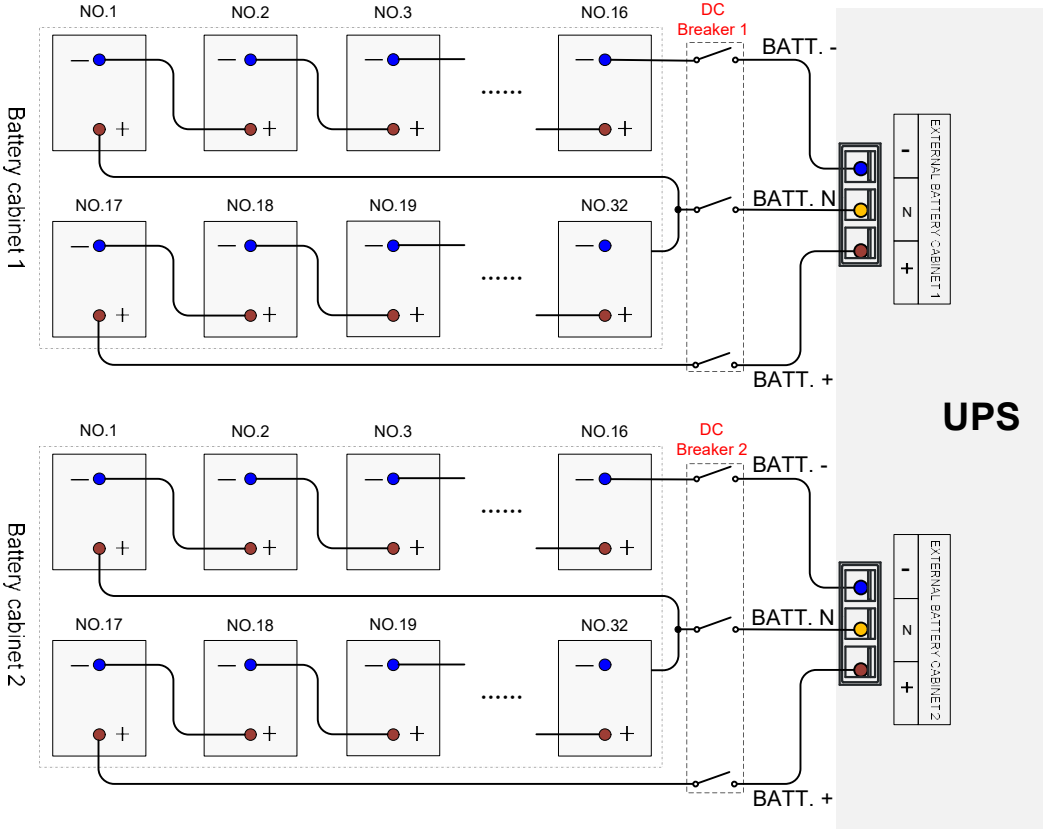 NO.1 NO.2 NO.3 NO.16
DC
Breaker 1
BATT. -
......
BATT. N
NO.17 NO.18 NO.19 NO.32
......
BATT. +
Battery cabinet 1
-
N
+
EXTERNAL BATTERY CABINET 1
UPS
NO.1 NO.2 NO.3 NO.16
DC
Breaker 2
BATT. -
......
BATT. N
NO.17 NO.18 NO.19 NO.32
......
BATT. +
Battery cabinet 2
-
N
+
EXTERNAL BATTERY CABINET 2